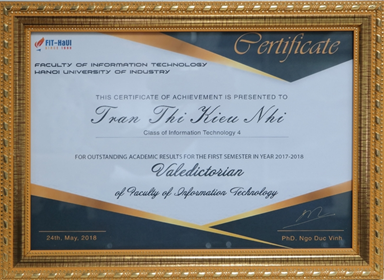 FIT-HaUI
SINCE 1999
Certificate
FACULTY OF INFORMATION TECHNOLOGY
HANOI UNIVERSITY OF INDUSTRY
THIS CERTIFICATE OF ACHIEVEMENT IS PRESENTED TO
Tran Thi Kieu Nhi
Class of Information Technology 4
FOR OUTSTANDING ACADEMIC RESULTS FOR THE FIRST SEMESTER IN YEAR 2017-2018
Valedictorian
of Faculty of Information Technology
24th, May, 2018
PhD. Ngo Duc Vinh